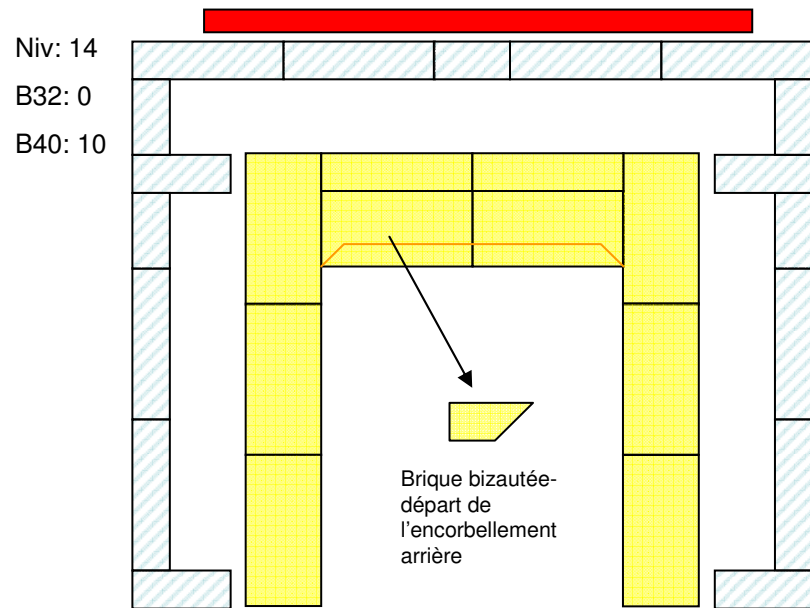 Niv: 14
B32: 0
B40: 10
Brique bizautée-
départ de
l'encorbellement
arrière